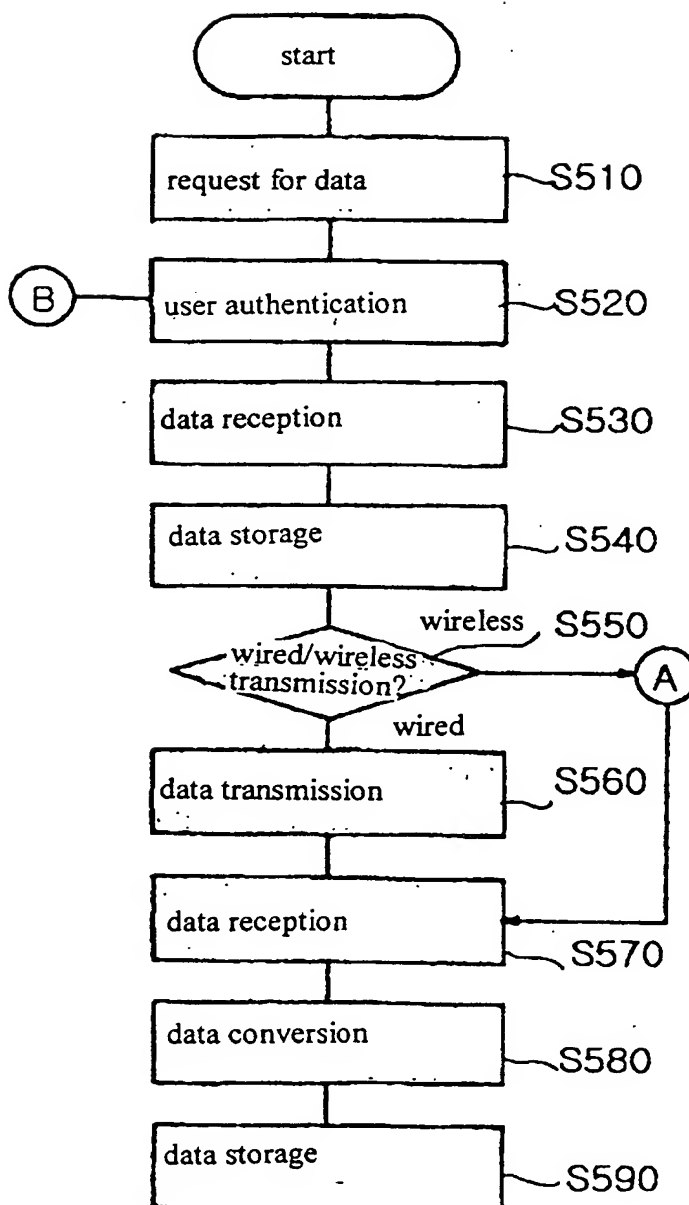 start
request for data
S510
B
user authentication
S520
data reception
S530
data storage
S540
wireless
S550
wired/wireless
transmission?
A
wired
data transmission
S560
data reception
S570
data conversion
S580
data storage
S590